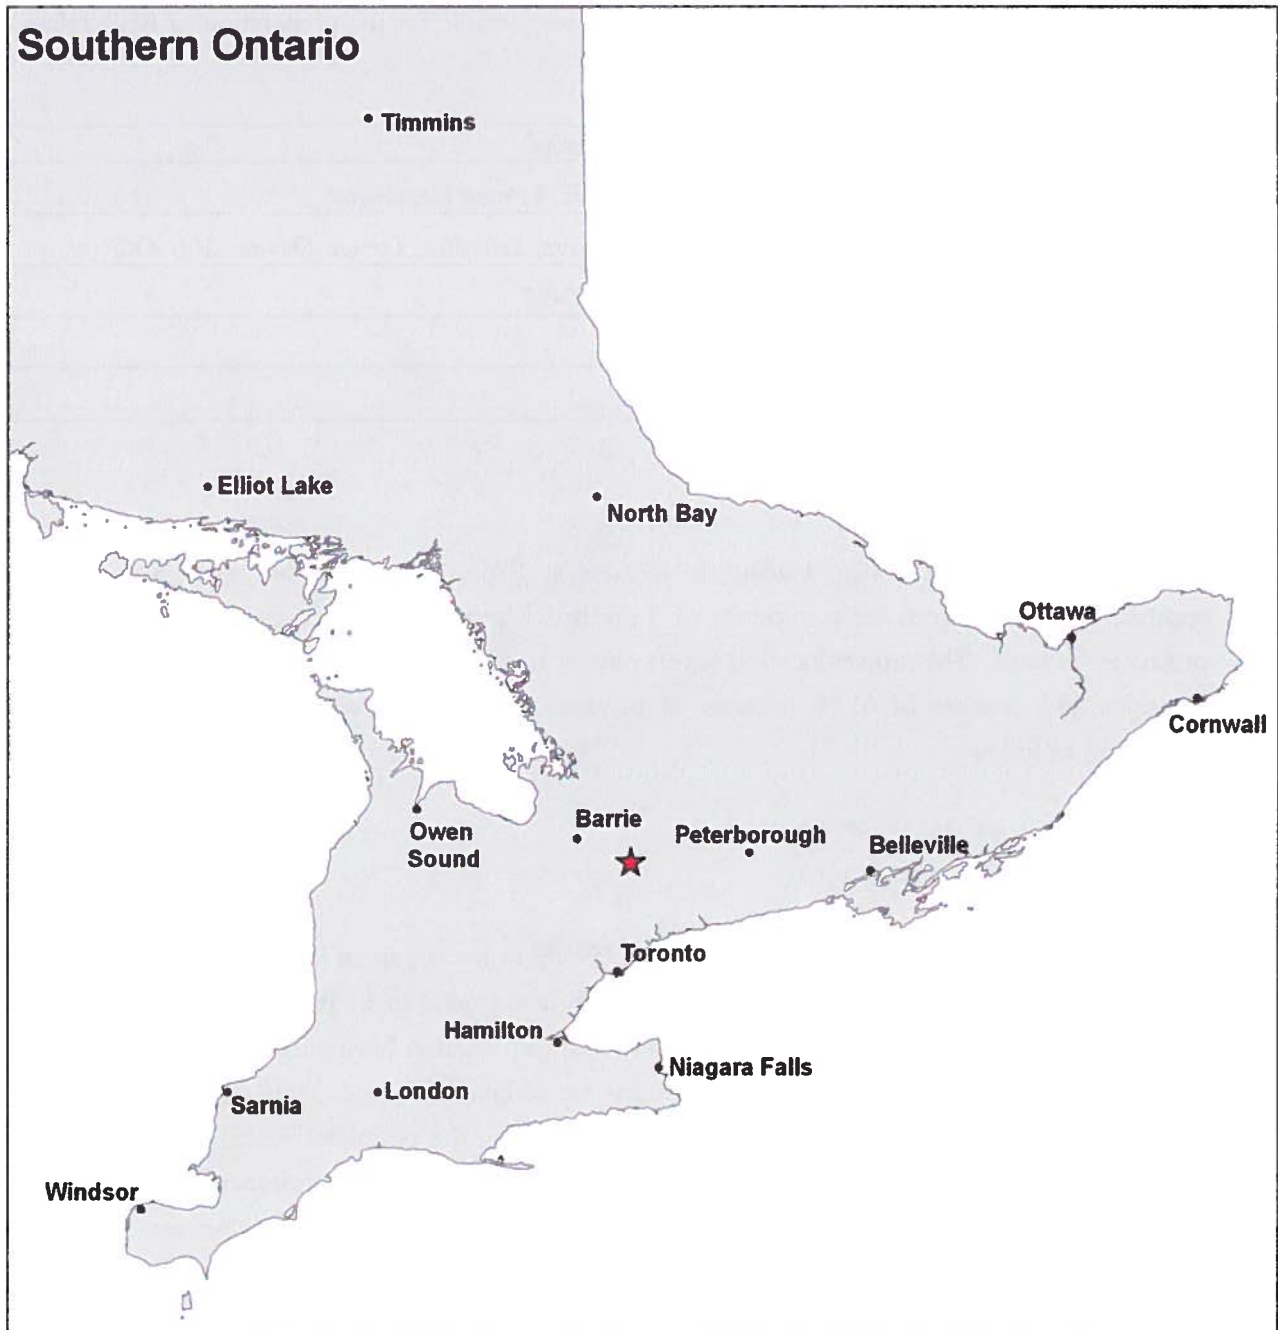 Southern Ontario
Timmins
Elliot Lake
North Bay
Ottawa
Cornwall
Owen
Sound
Barrie
Peterborough
Belleville
Toronto
Hamilton
Niagara Falls
Sarnia
London
Windsor